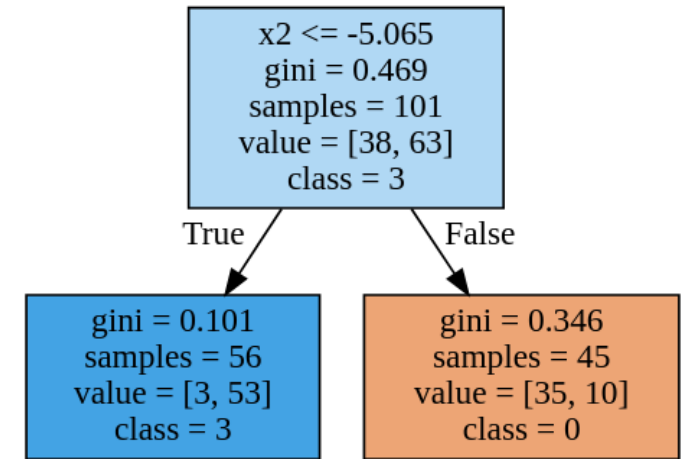 x2 <= -5.065
gini = 0.469
samples = 101
value = [38, 63]
class = 3
True
False
gini = 0.101
samples = 56
value = [3, 53]
class = 3
gini = 0.346
samples = 45
value = [35, 10]
class = 0